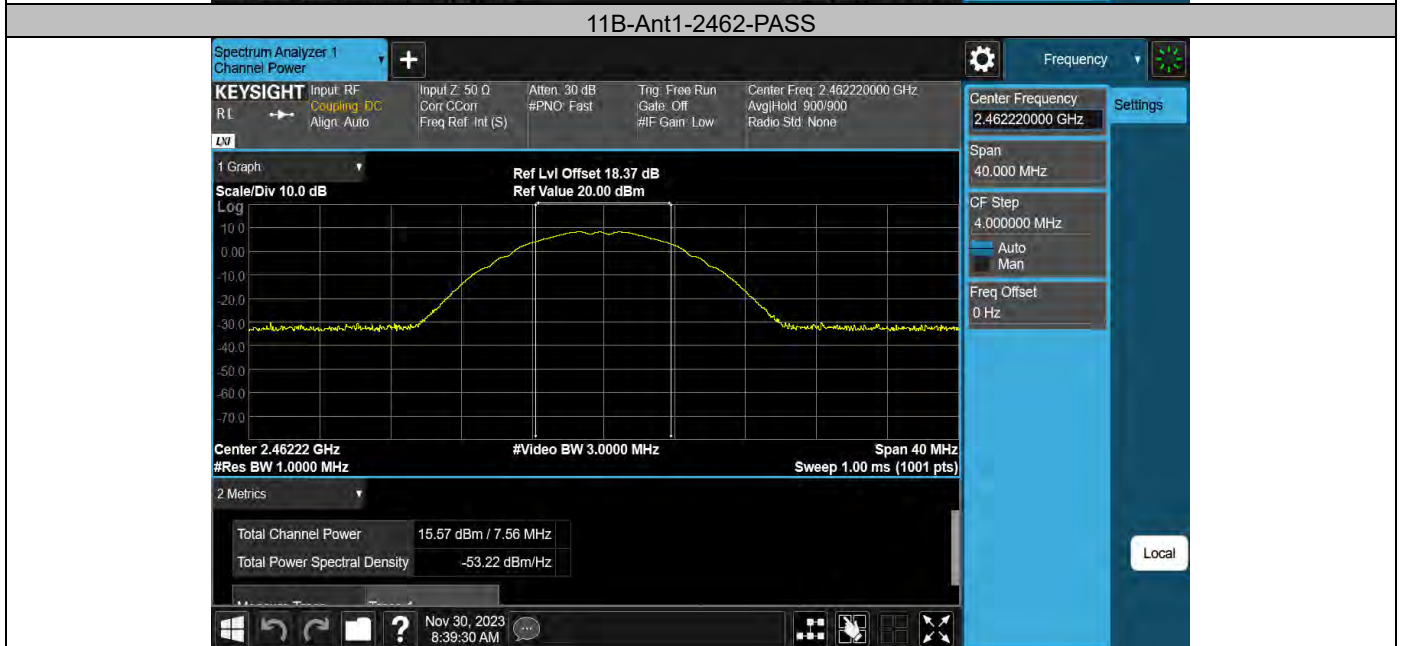 11B-Ant1-2462-PASS
Spectrum Analyzer 1
Channel Power
Frequency
KEYSIGHT
RL
LXI
Input: RF
Coupling: DC
Align: Auto
Input Z: 50 Ω
Corr CCorr
Freq Ref: Int (S)
Atten: 30 dB
#PNO: Fast
Trig: Free Run
Gate: Off
#IF Gain: Low
Center Freq: 2.462220000 GHz
Avg|Hold: 900/900
Radio Std: None
Center Frequency
2.462220000 GHz
Settings
Span
40.000 MHz
CF Step
4.000000 MHz
Auto
Man
Freq Offset
0 Hz
Local
1 Graph
Scale/Div 10.0 dB
Ref Lvl Offset 18.37 dB
Ref Value 20.00 dBm
Log
10.0
0.00
-10.0
-20.0
-30.0
-40.0
-50.0
-60.0
-70.0
Center 2.46222 GHz
#Video BW 3.0000 MHz
Span 40 MHz
#Res BW 1.0000 MHz
Sweep 1.00 ms (1001 pts)
2 Metrics
Total Channel Power 15.57 dBm / 7.56 MHz
Total Power Spectral Density -53.22 dBm/Hz
?
Nov 30, 2023
8:39:30 AM